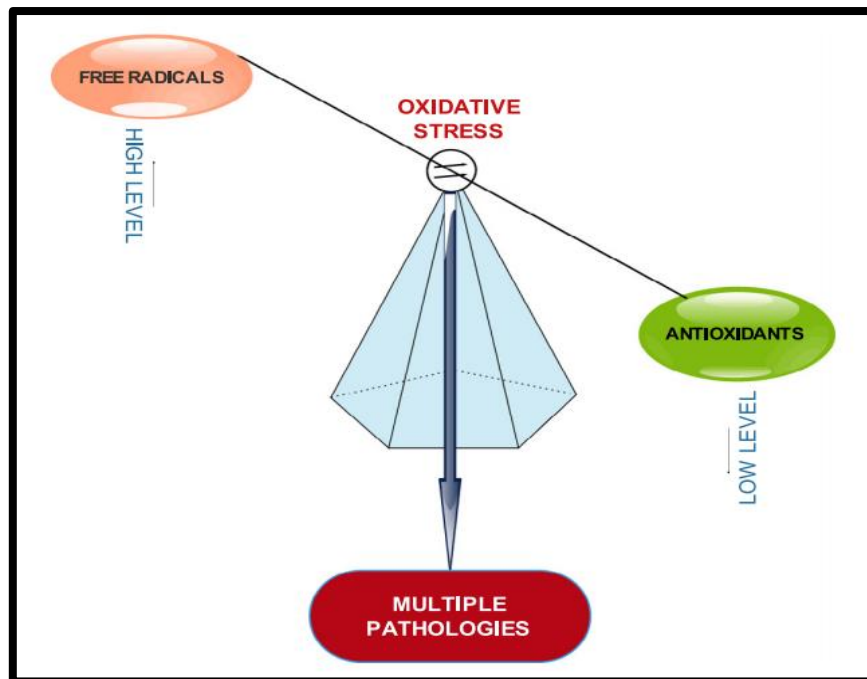 FREE RADICALS
HIGH LEVEL
OXIDATIVE
STRESS
ANTIOXIDANTS
LOW LEVEL
MULTIPLE
PATHOLOGIES